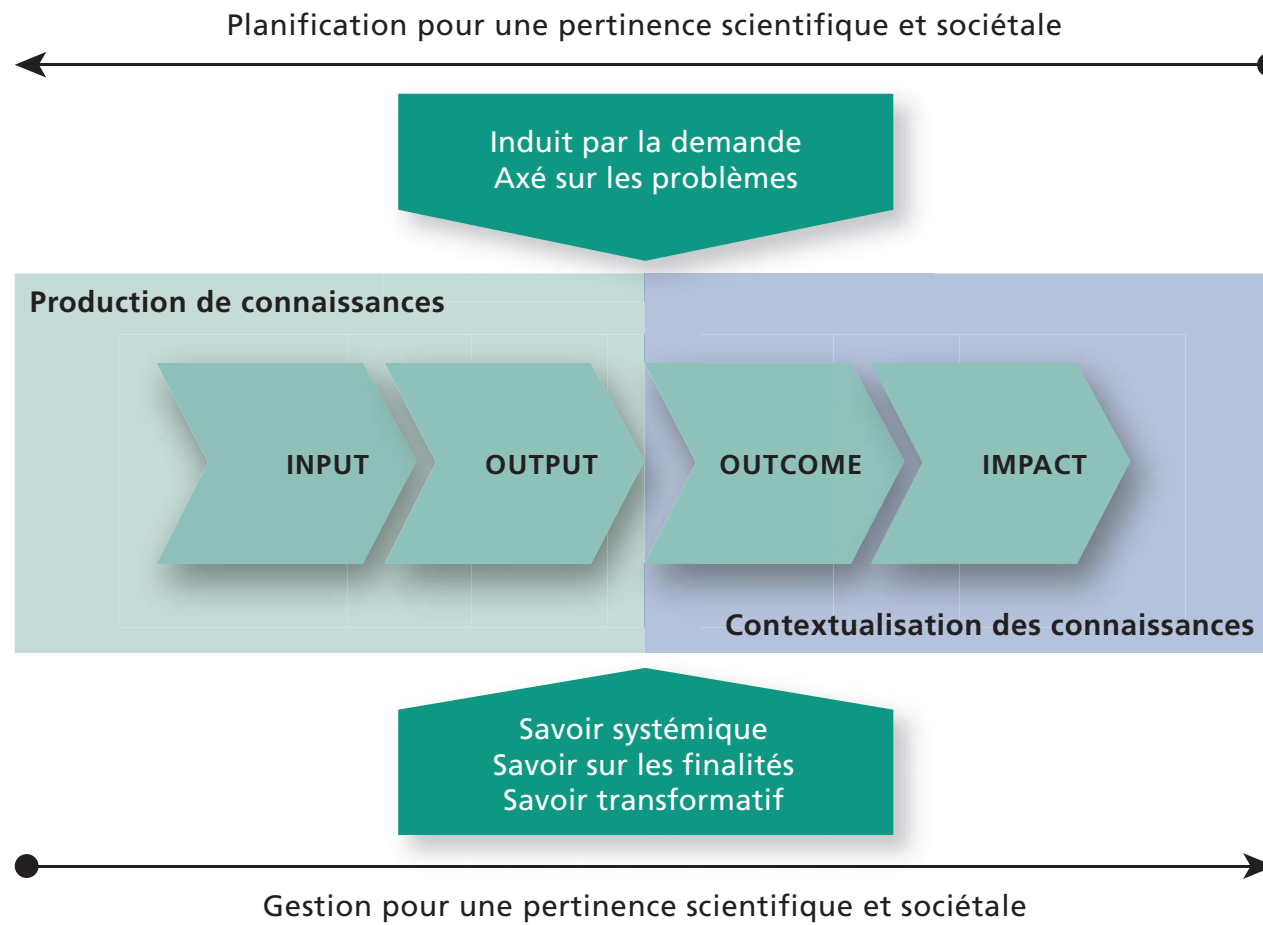 Planification pour une pertinence scientifique et sociétale
Induit par la demande
Axé sur les problèmes
Production de connaissances
INPUT
OUTPUT
OUTCOME
IMPACT
Contextualisation des connaissances
Savoir systémique
Savoir sur les finalités
Savoir transformatif
Gestion pour une pertinence scientifique et sociétale